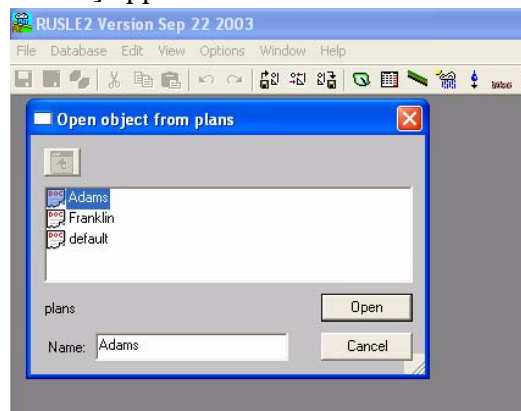 RUSLE2 Version Sep 22 2003
File Database Edit View Options Window Help
Open object from plans
Adams
Franklin
default
plans
Open
Name: Adams
Cancel